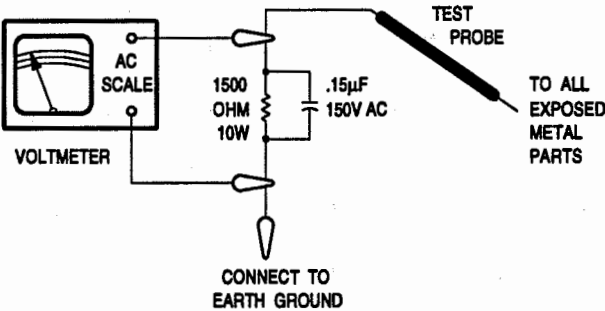 TEST
PROBE
AC
SCALE
1500
OHM
10W
.15µF
150V AC
TO ALL
EXPOSED
METAL
PARTS
VOLTMETER
CONNECT TO
EARTH GROUND